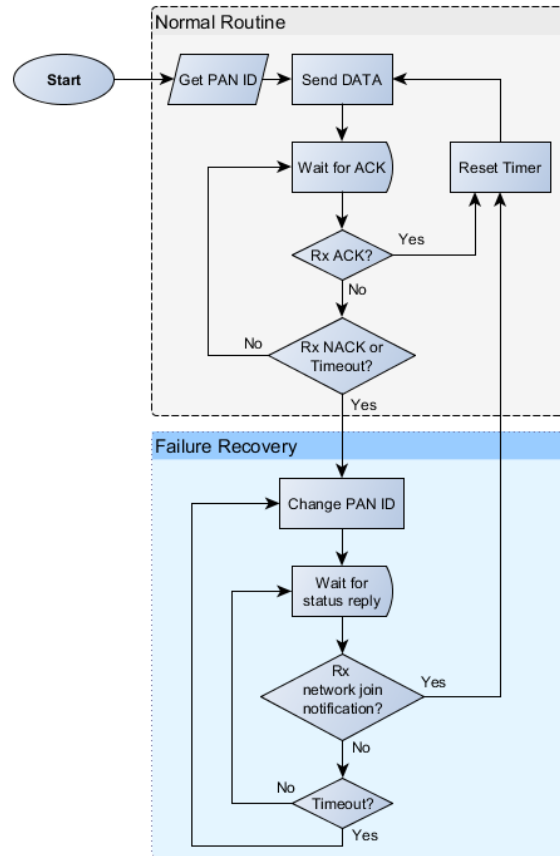 Normal Routine
Start
Get PAN ID
Send DATA
Wait for ACK
Reset Timer
Rx ACK?
Yes
No
Rx NACK or
Timeout?
No
Yes
Failure Recovery
Change PAN ID
Wait for
status reply
Rx
network join
notification?
Yes
No
Timeout?
No
Yes